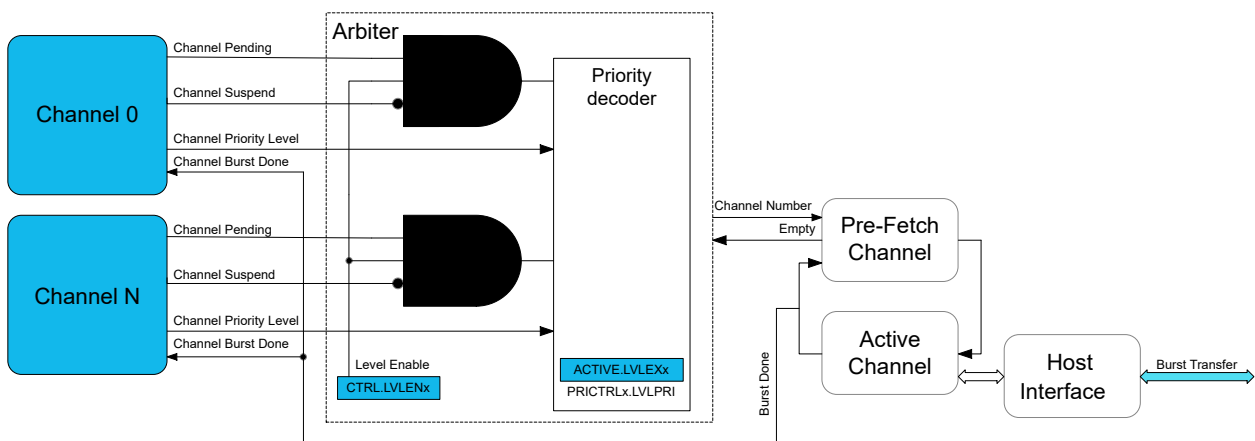 Arbiter
Channel 0
Channel Pending
Channel Suspend
Channel Priority Level
Channel Burst Done
Priority
decoder
Channel N
Channel Pending
Channel Suspend
Channel Priority Level
Channel Burst Done
Level Enable
CTRL.LVLENx
ACTIVE.LVLEXx
PRICTRLx.LVLPRI
Channel Number
Empty
Pre-Fetch
Channel
Active
Channel
Burst Done
Host
Interface
Burst Transfer